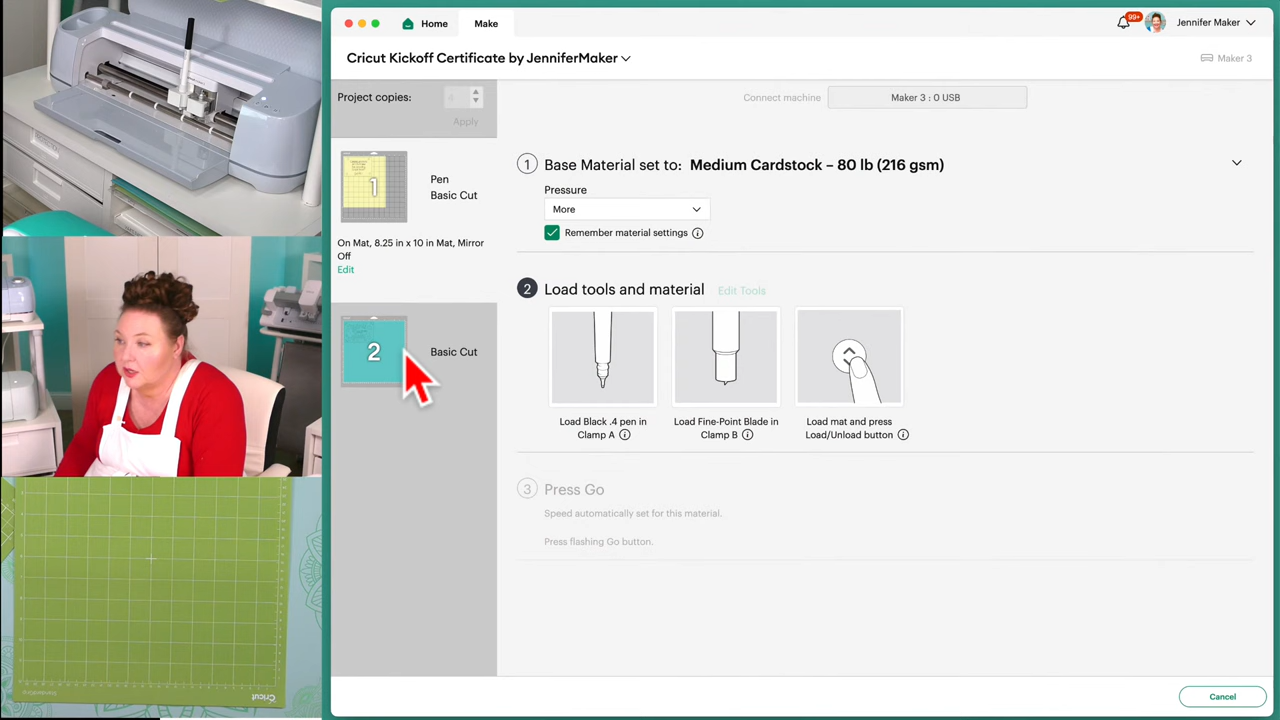 Home
Make
99+
Jennifer Maker
Cricut Kickoff Certificate by JenniferMaker
Maker 3
Project copies:
Apply
Connect machine
Maker 3 : 0 USB
1
Pen
Basic Cut
On Mat, 8.25 in x 10 in Mat, Mirror
Off
Edit
2
Basic Cut
1
Base Material set to: Medium Cardstock – 80 lb (216 gsm)
Pressure
More
Remember material settings
2
Load tools and material
Edit Tools
Load Black .4 pen in
Clamp A
Load Fine-Point Blade in
Clamp B
Load mat and press
Load/Unload button
3
Press Go
Speed automatically set for this material.
Press flashing Go button.
Cancel
cricut